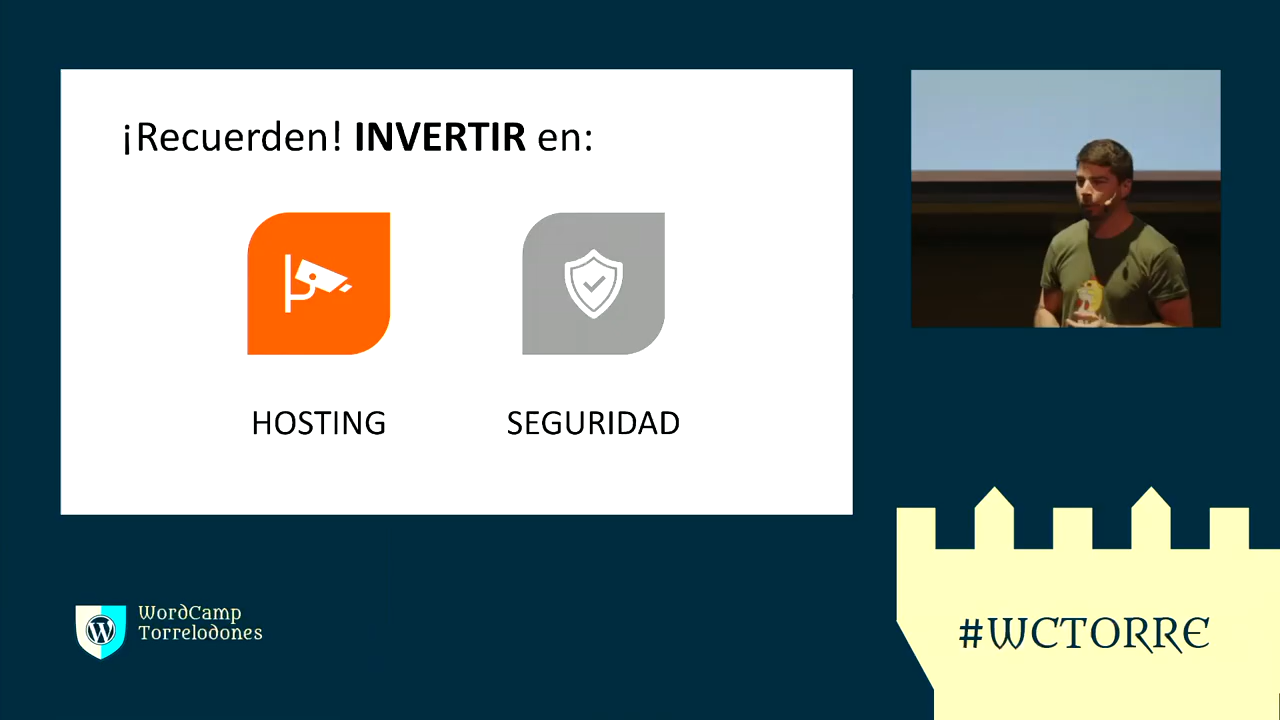 ¡Recuerden! INVERTIR en:
HOSTING
SEGURIDAD
WordCamp
Torrelodones
#WCTORRE